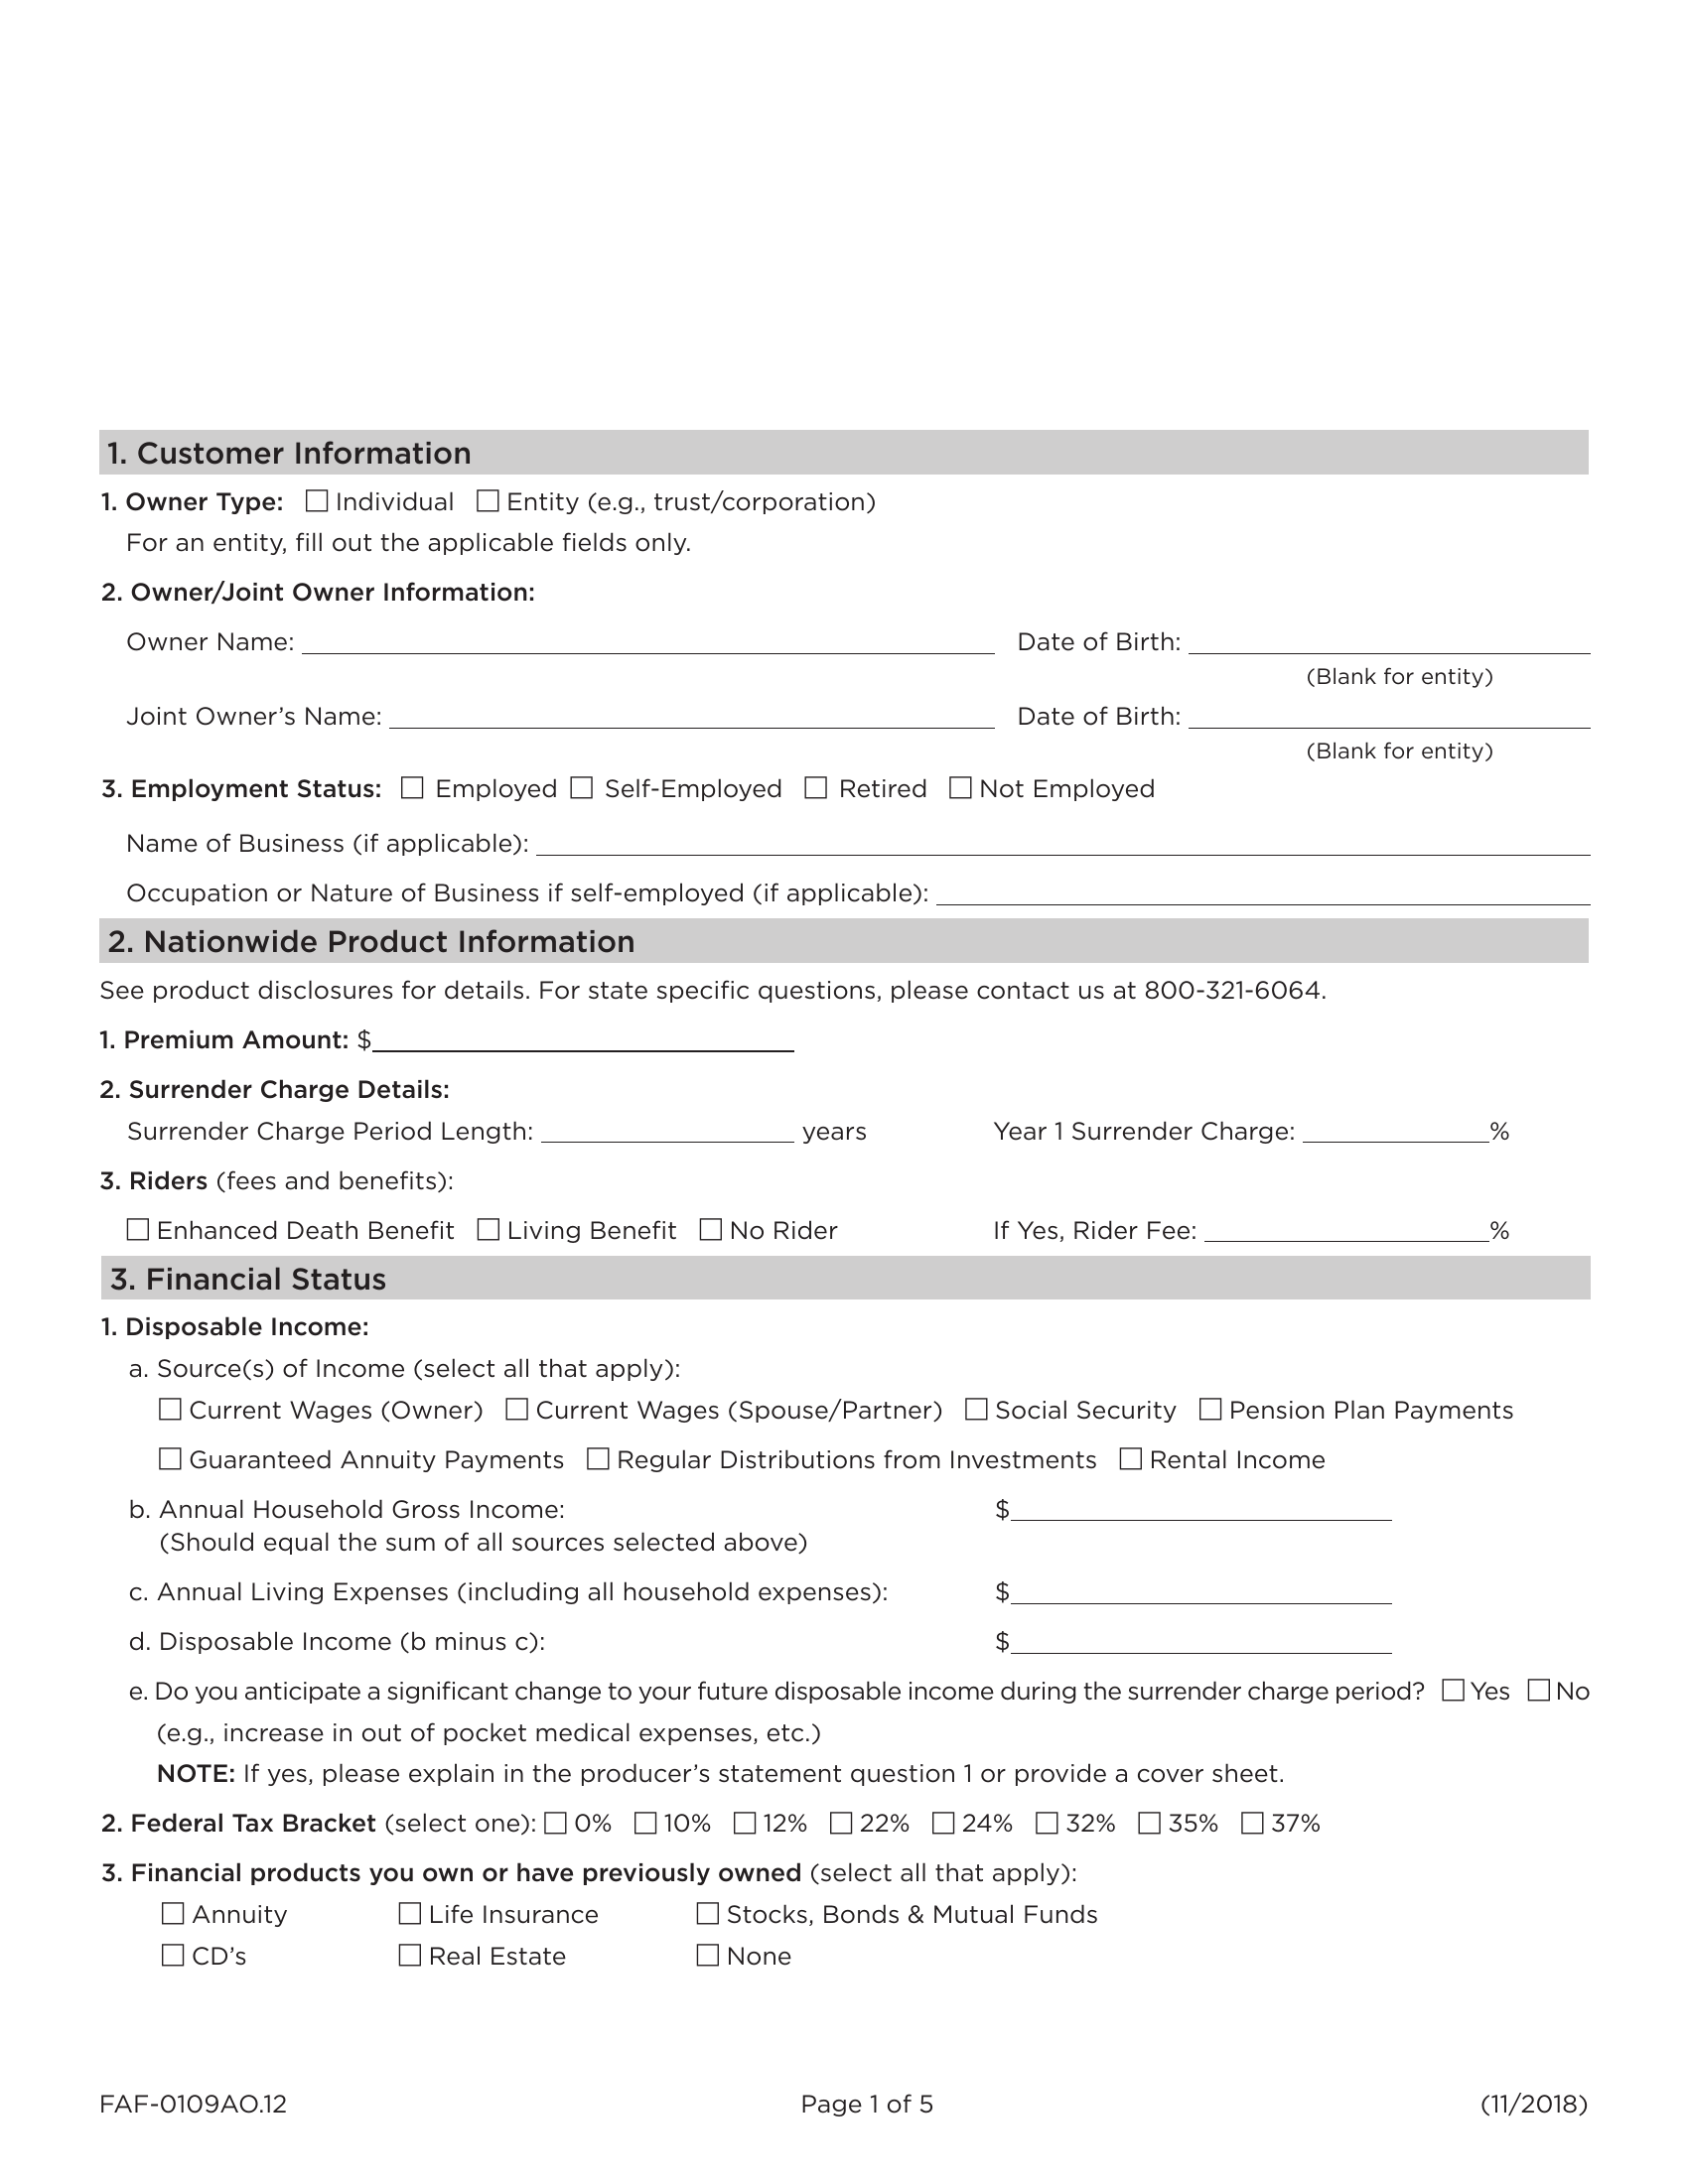 1. Customer Information
1. Owner Type: ☐ Individual ☐ Entity (e.g., trust/corporation)
For an entity, fill out the applicable fields only.
2. Owner/Joint Owner Information:
Owner Name: ____ Date of Birth: ____
(Blank for entity)
Joint Owner’s Name: ____ Date of Birth: ____
(Blank for entity)
3. Employment Status: ☐ Employed ☐ Self-Employed ☐ Retired ☐ Not Employed
Name of Business (if applicable): ____
Occupation or Nature of Business if self-employed (if applicable): ____
2. Nationwide Product Information
See product disclosures for details. For state specific questions, please contact us at 800-321-6064.
1. Premium Amount: $____
2. Surrender Charge Details:
Surrender Charge Period Length: ____ years Year 1 Surrender Charge: ____%
3. Riders (fees and benefits):
☐ Enhanced Death Benefit ☐ Living Benefit ☐ No Rider If Yes, Rider Fee: ____%
3. Financial Status
1. Disposable Income:
a. Source(s) of Income (select all that apply):
☐ Current Wages (Owner) ☐ Current Wages (Spouse/Partner) ☐ Social Security ☐ Pension Plan Payments
☐ Guaranteed Annuity Payments ☐ Regular Distributions from Investments ☐ Rental Income
b. Annual Household Gross Income: $____
(Should equal the sum of all sources selected above)
c. Annual Living Expenses (including all household expenses): $____
d. Disposable Income (b minus c): $____
e. Do you anticipate a significant change to your future disposable income during the surrender charge period? ☐ Yes ☐ No
(e.g., increase in out of pocket medical expenses, etc.)
NOTE: If yes, please explain in the producer’s statement question 1 or provide a cover sheet.
2. Federal Tax Bracket (select one): ☐ 0% ☐ 10% ☐ 12% ☐ 22% ☐ 24% ☐ 32% ☐ 35% ☐ 37%
3. Financial products you own or have previously owned (select all that apply):
☐ Annuity ☐ Life Insurance ☐ Stocks, Bonds & Mutual Funds
☐ CD’s ☐ Real Estate ☐ None
FAF-0109AO.12 Page 1 of 5 (11/2018)